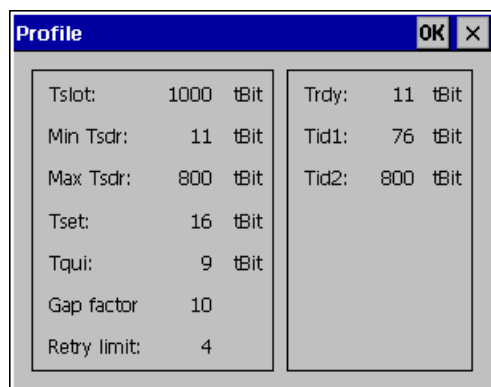 Profile OK ×
Tslot: 1000 tBit
Min Tsdr: 11 tBit
Max Tsdr: 800 tBit
Tset: 16 tBit
Tqui: 9 tBit
Gap factor 10
Retry limit: 4
Trdy: 11 tBit
Tid1: 76 tBit
Tid2: 800 tBit